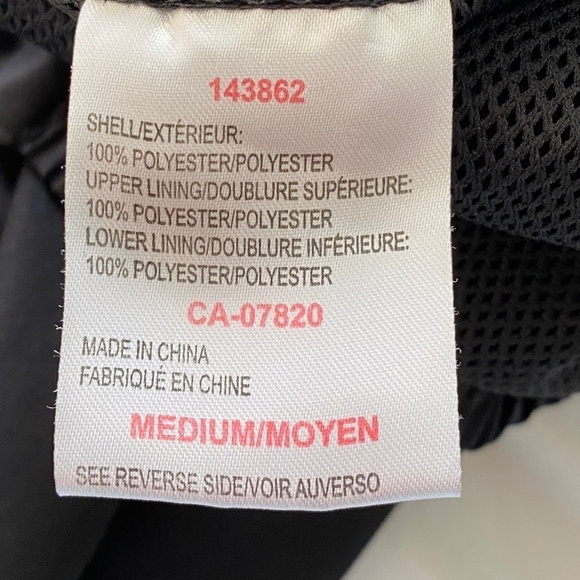 143862
SHELL/EXTÉRIEUR:
100% POLYESTER/POLYESTER
UPPER LINING/DOUBLURE SUPÉRIEURE:
100% POLYESTER/POLYESTER
LOWER LINING/DOUBLURE INFÉRIEURE:
100% POLYESTER/POLYESTER
CA-07820
MADE IN CHINA
FABRIQUÉ EN CHINE
MEDIUM/MOYEN
SEE REVERSE SIDE/VOIR AUVERSO